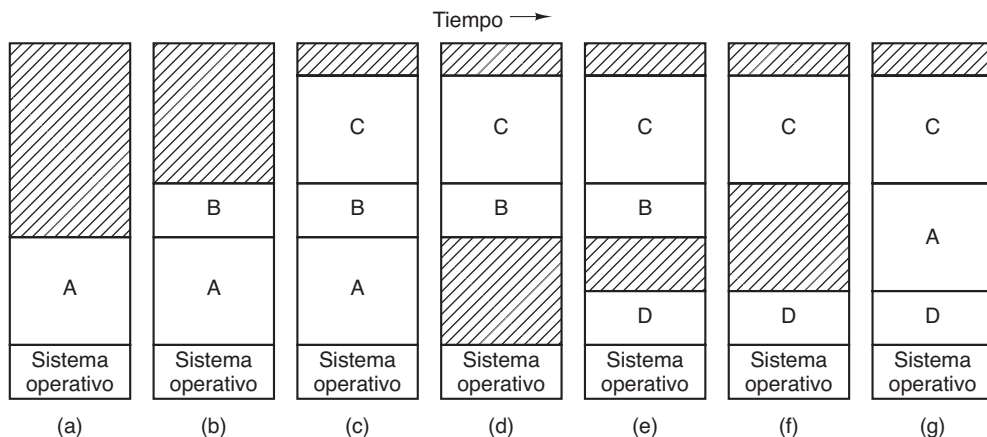 Tiempo
C C C C C
B B B B
A
A A A
D D D
Sistema operativo Sistema operativo Sistema operativo Sistema operativo Sistema operativo Sistema operativo Sistema operativo
(a) (b) (c) (d) (e) (f) (g)